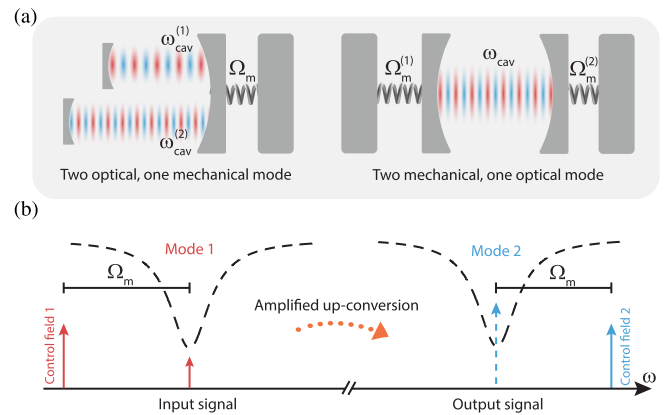 (a)
ω_cav^(1)
Ω_m
ω_cav^(2)
Two optical, one mechanical mode
Ω_m^(1)
ω_cav
Ω_m^(2)
Two mechanical, one optical mode
(b)
Mode 1
Mode 2
Ω_m
Ω_m
Amplified up-conversion
Control field 1
Control field 2
ω
Input signal
Output signal